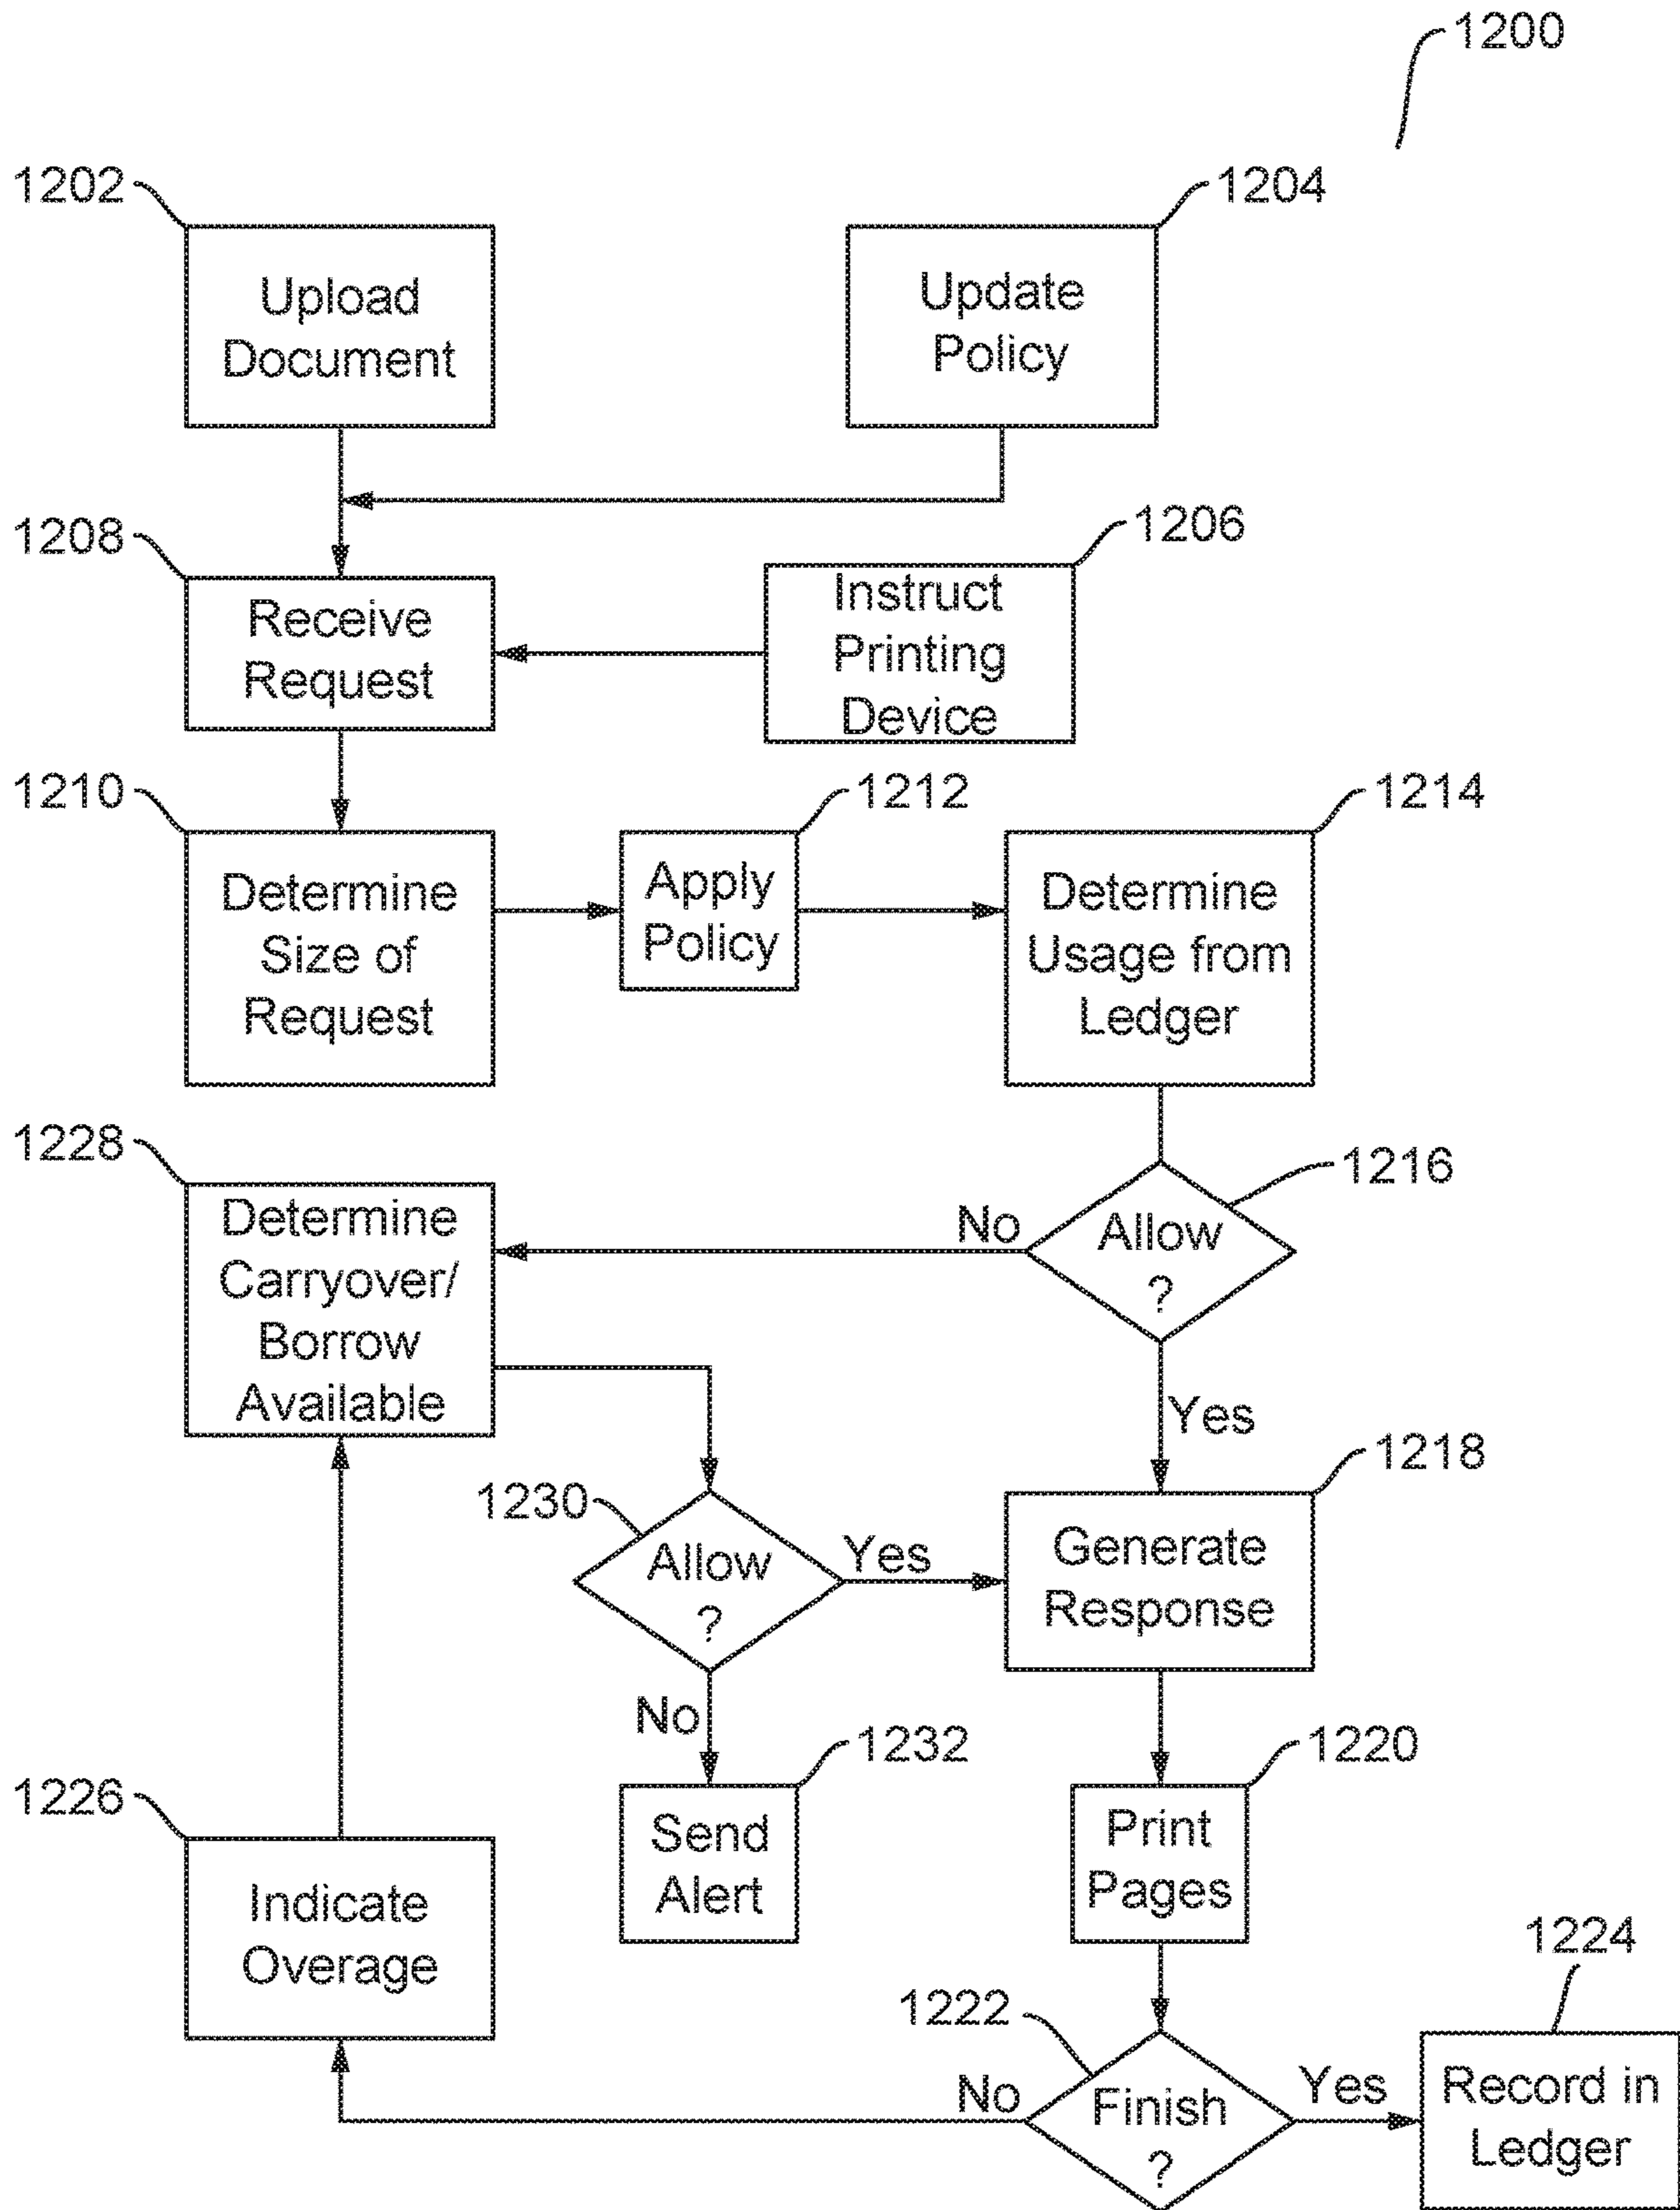 1200
1202
1204
Upload
Document
Update
Policy
1206
1208
Receive
Request
Instruct
Printing
Device
1210
1212
1214
Determine
Size of
Request
Apply
Policy
Determine
Usage from
Ledger
1228
1216
Determine
Carryover/
Borrow
Available
No
Allow
?
Yes
1218
1230
Allow
?
Yes
Generate
Response
No
1232
1220
1226
Send
Alert
Print
Pages
Indicate
Overage
1224
1222
No
Finish
?
Yes
Record in
Ledger